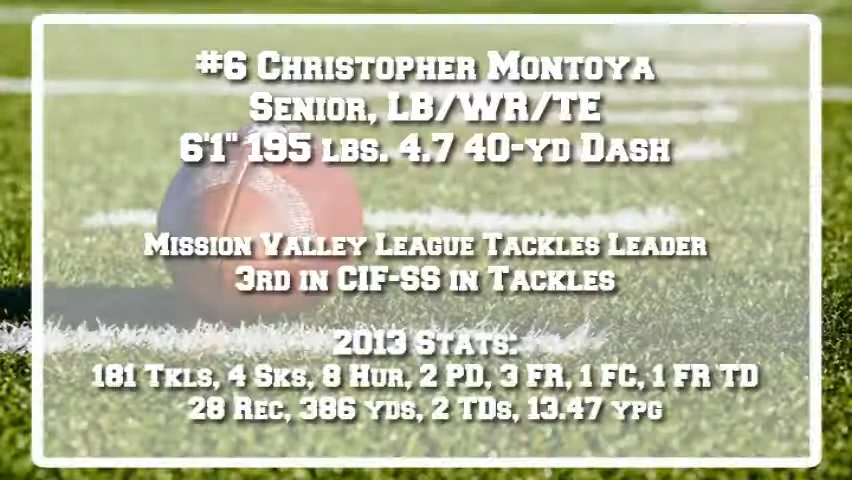 #6 Christopher Montoya
Senior, LB/WR/TE
6'1" 195 lbs. 4.7 40-yd Dash
Mission Valley League Tackles Leader
3rd in CIF-SS in Tackles
2013 Stats:
181 Tkls, 4 Sks, 8 Hur, 2 PD, 3 FR, 1 FC, 1 FR TD
28 Rec, 386 yds, 2 TDs, 13.47 ypg